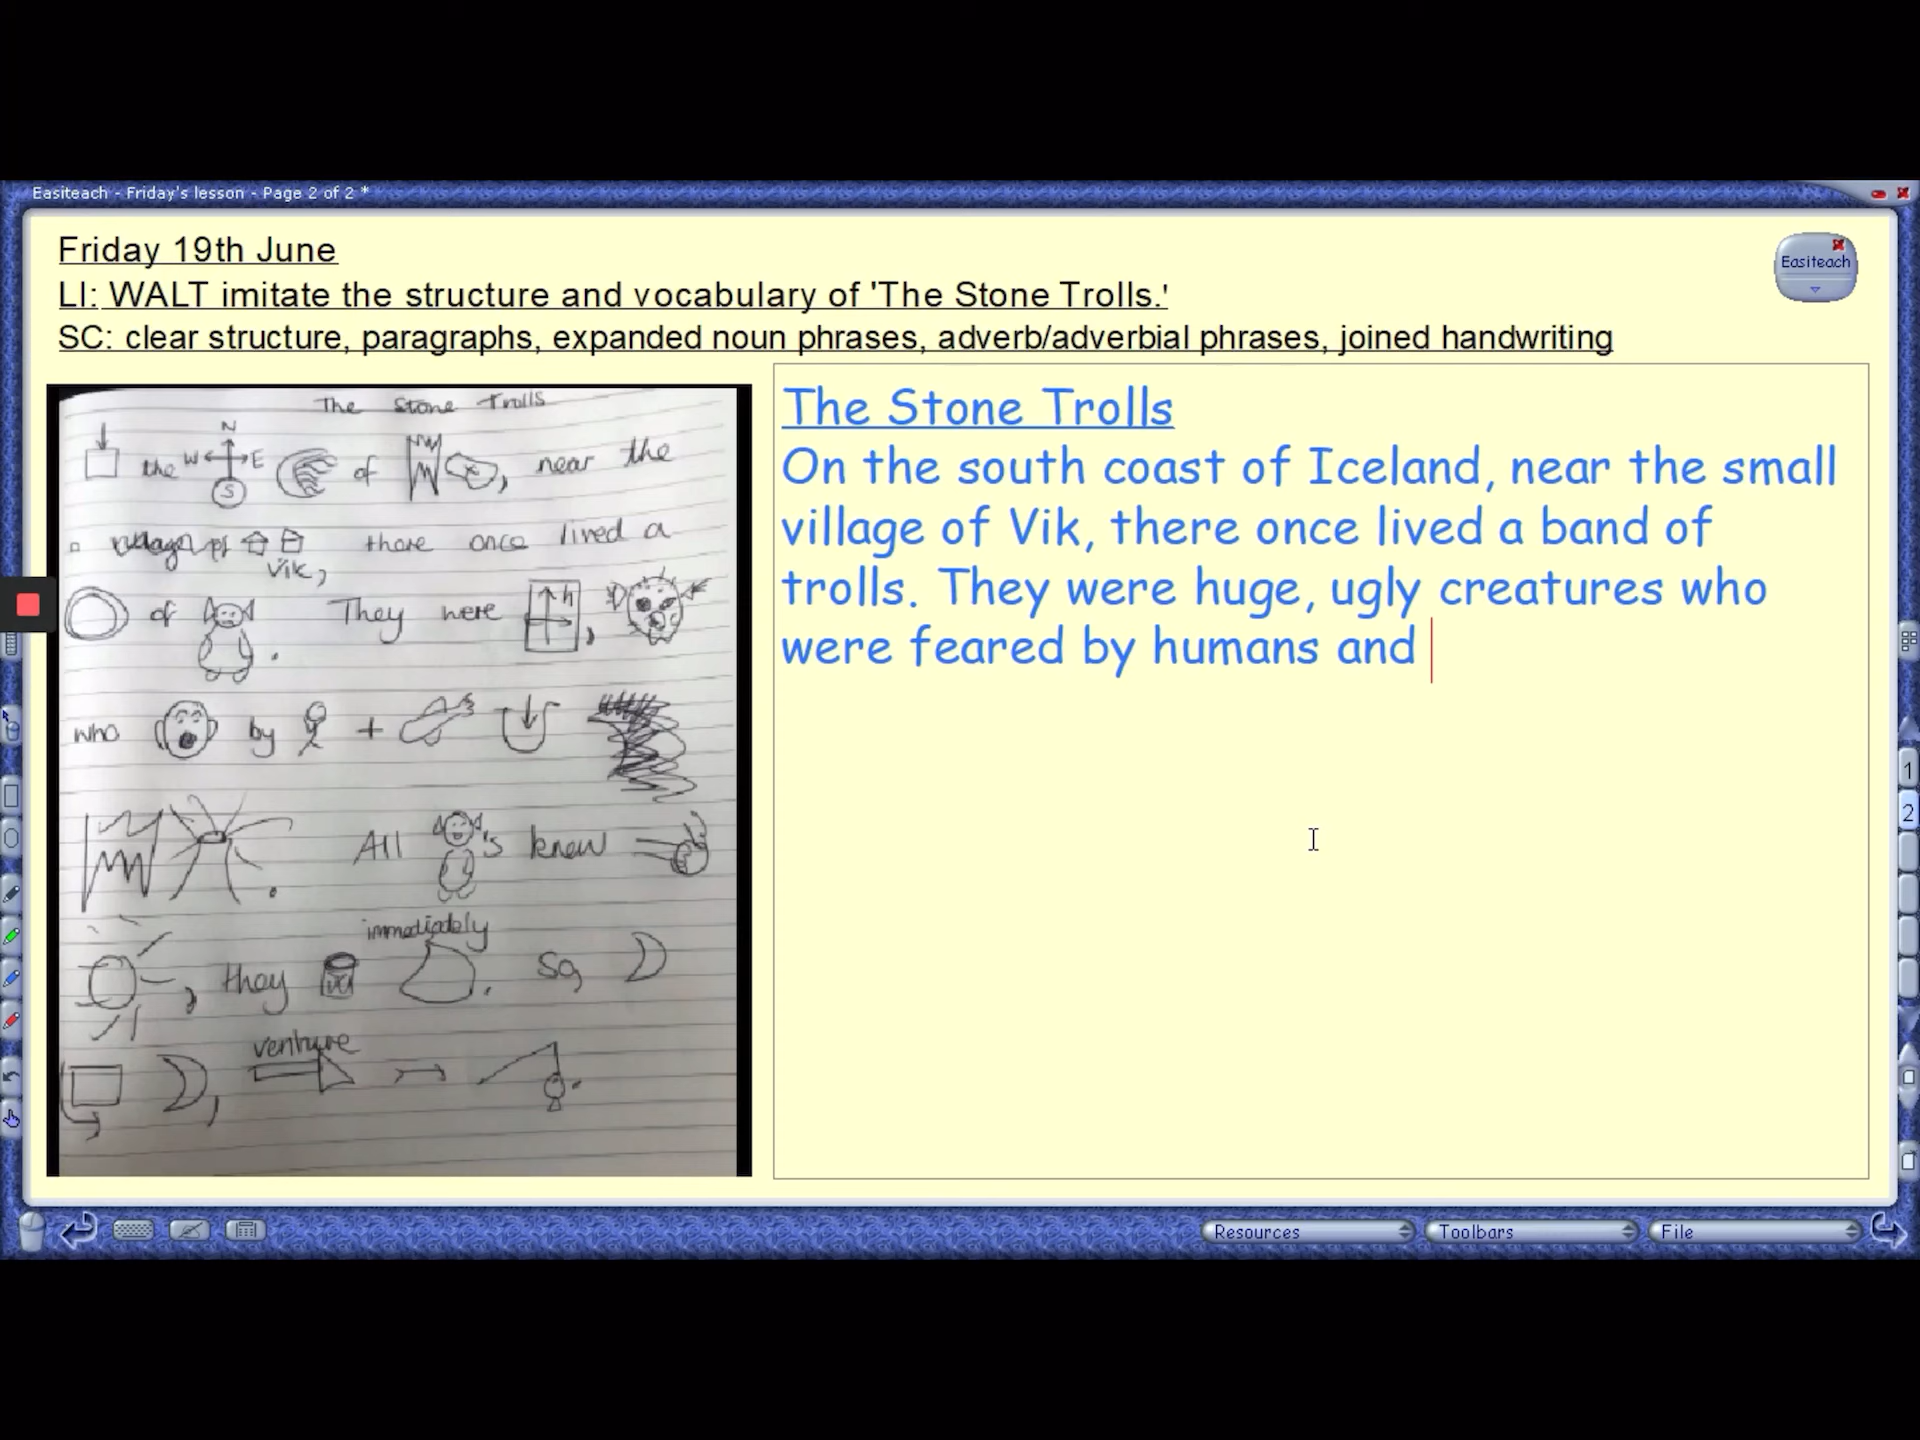 Easiteach - Friday's lesson - Page 2 of 2 *
Friday 19th June
LI: WALT imitate the structure and vocabulary of 'The Stone Trolls.'
SC: clear structure, paragraphs, expanded noun phrases, adverb/adverbial phrases, joined handwriting
Easiteach
The Stone Trolls
N
the W E of , near the
S
there once lived a
Vik,
of . They were h,
who by +
. All 's knew
immediately
, they . So,
venture
, .
The Stone Trolls
On the south coast of Iceland, near the small
village of Vik, there once lived a band of
trolls. They were huge, ugly creatures who
were feared by humans and
1
2
Resources
Toolbars
File